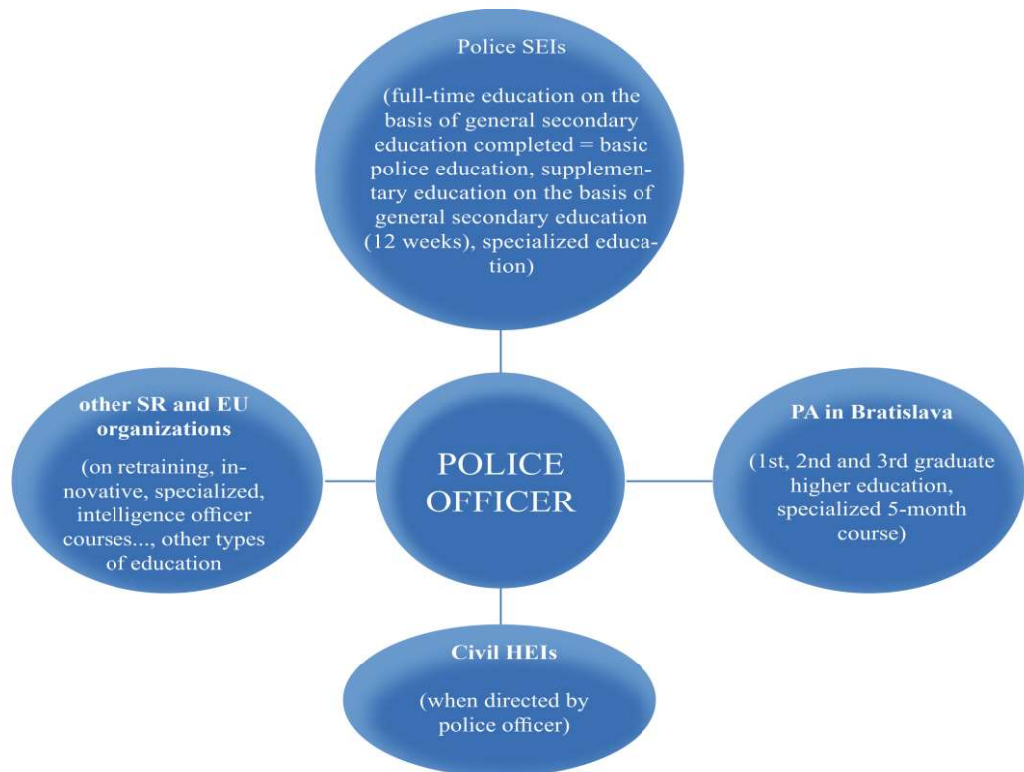 Police SEIs
(full-time education on the
basis of general secondary
education completed = basic
police education, supplemen-
tary education on the basis of
general secondary education
(12 weeks), specialized educa-
tion)
other SR and EU
organizations
(on retraining, in-
novative, specialized,
intelligence officer
courses..., other types
of education
POLICE
OFFICER
PA in Bratislava
(1st, 2nd and 3rd graduate
higher education,
specialized 5-month
course)
Civil HEIs
(when directed by
police officer)